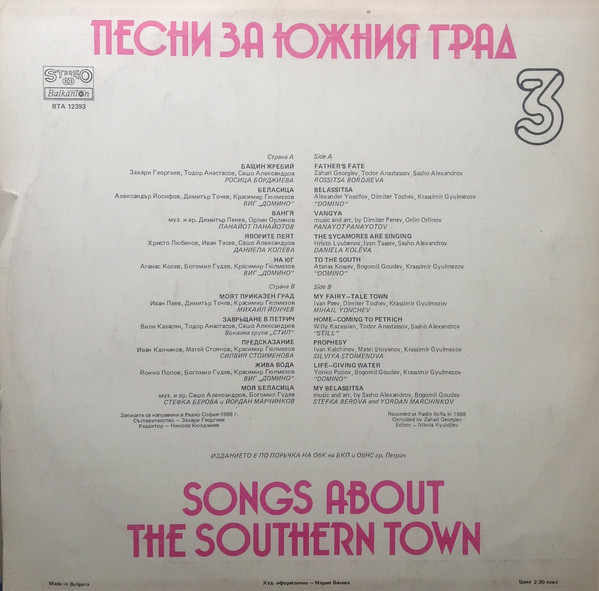 ПЕСНИ ЗА ЮЖНИЯ ГРАД
STEREO
Balkanton
BTA 12393
3
Страна A
БАЩИН ЖРЕБИЙ
Захари Георгиев, Тодор Анастасов, Сашо Александров
РОСИЦА БОРДЖИЕВА
БЕЛАСИЦА
Александър Йосифов, Димитър Точев, Красимир Гюлмезов
ВИГ „ДОМИНО"
ВАНГЯ
муз. и ар. Димитър Пенев, Орлин Орлинов
ПАНАЙОТ ПАНАЙОТОВ
ЯВОРИТЕ ПЕЯТ
Христо Любенов, Иван Тасев, Сашо Александров
ДАНИЕЛА КОЛЕВА
НА ЮГ
Атанас Косев, Богомил Гудев, Красимир Гюлмезов
ВИГ „ДОМИНО"
Страна B
МОЯТ ПРИКАЗЕН ГРАД
Иван Пеев, Димитър Точев, Красимир Гюлмезов
МИХАИЛ ЙОНЧЕВ
ЗАВРЪЩАНЕ В ПЕТРИЧ
Вили Казасян, Тодор Анастасов, Сашо Александров
Вокална група „СТИЛ"
ПРЕДСКАЗАНИЕ
Иван Калчинов, Матей Стоянов, Красимир Гюлмезов
СИЛВИЯ СТОИМЕНОВА
ЖИВА ВОДА
Йонко Попов, Богомил Гудев, Красимир Гюлмезов
ВИГ „ДОМИНО"
МОЯ БЕЛАСИЦА
муз. и ар. Сашо Александров, Богомил Гудев
СТЕФКА БЕРОВА и ЙОРДАН МАРЧИНКОВ
Записите са направени в Радио София-1988 г.
Съставителство – Захари Георгиев
Редактор – Никола Кюлджиев
Side A
FATHER'S FATE
Zahari Georgiev, Todor Anastassov, Sasho Alexandrov
ROSSITSA BORDJIEVA
BELASSITSA
Alexander Yossifov, Dimiter Tochev, Krassimir Gyulmezov
"DOMINO"
VANGYA
music and arr. by Dimiter Penev, Orlin Orlinov
PANAYOT PANAYOTOV
THE SYCAMORES ARE SINGING
Hristo Lyubenov, Ivan Tassev, Sasho Alexandrov
DANIELA KOLEVA
TO THE SOUTH
Atanas Kossev, Bogomil Goudev, Krassimir Gyulmezov
"DOMINO"
Side B
MY FAIRY—TALE TOWN
Ivan Peev, Dimiter Tochev, Krassimir Gyulmezov
MIHAIL YONCHEV
HOME—COMING TO PETRICH
Willy Kazassian, Todor Anastassov, Sasho Alexandrov
"STILL"
PROPHESY
Ivan Kalchinov, Matei Stoyanov, Krassimir Gyulmezov
SILVIYA STOIMENOVA
LIFE—GIVING WATER
Yonko Popov, Bogomil Goudev, Krassimir Gyulmezov
"DOMINO"
MY BELASSITSA
music and arr. by Sasho Alexandrov, Bogomil Goudev
STEFKA BEROVA and YORDAN MARCHINKOV
Recorded at Radio Sofia in 1988
Compiled by Zahari Georgiev
Editor – Nikola Kyuldjiev
ИЗДАНИЕТО Е ПО ПОРЪЧКА НА ОбК на БКП и ОбНС-гр. Петрич
SONGS ABOUT
THE SOUTHERN TOWN
Made in Bulgaria
Худ. оформление – Мария Вачева
Цена 2.30 лева